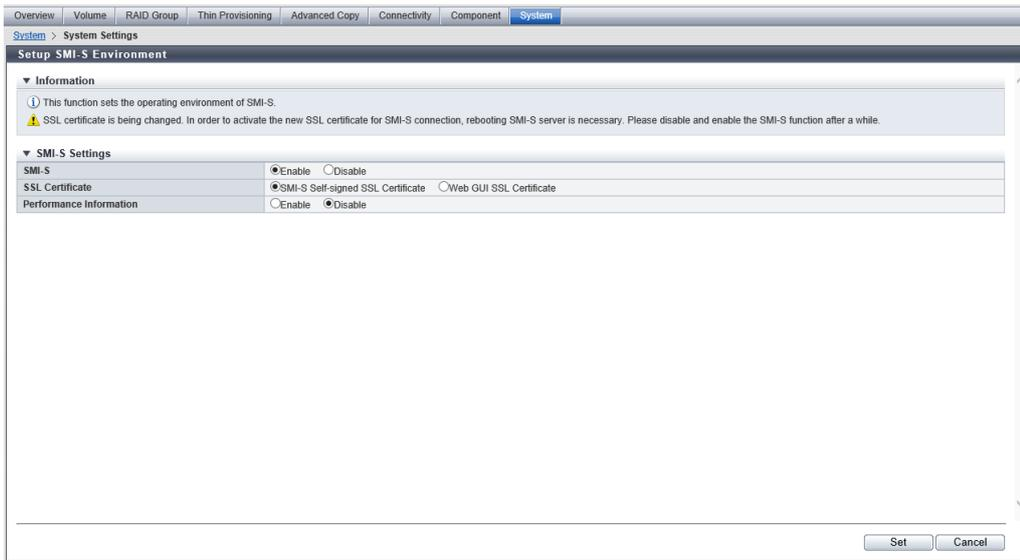 Overview Volume RAID Group Thin Provisioning Advanced Copy Connectivity Component System
System > System Settings
Setup SMI-S Environment
Information
This function sets the operating environment of SMI-S.
SSL certificate is being changed. In order to activate the new SSL certificate for SMI-S connection, rebooting SMI-S server is necessary. Please disable and enable the SMI-S function after a while.
SMI-S Settings
SMI-S Enable Disable
SSL Certificate SMI-S Self-signed SSL Certificate Web GUI SSL Certificate
Performance Information Enable Disable
Set Cancel